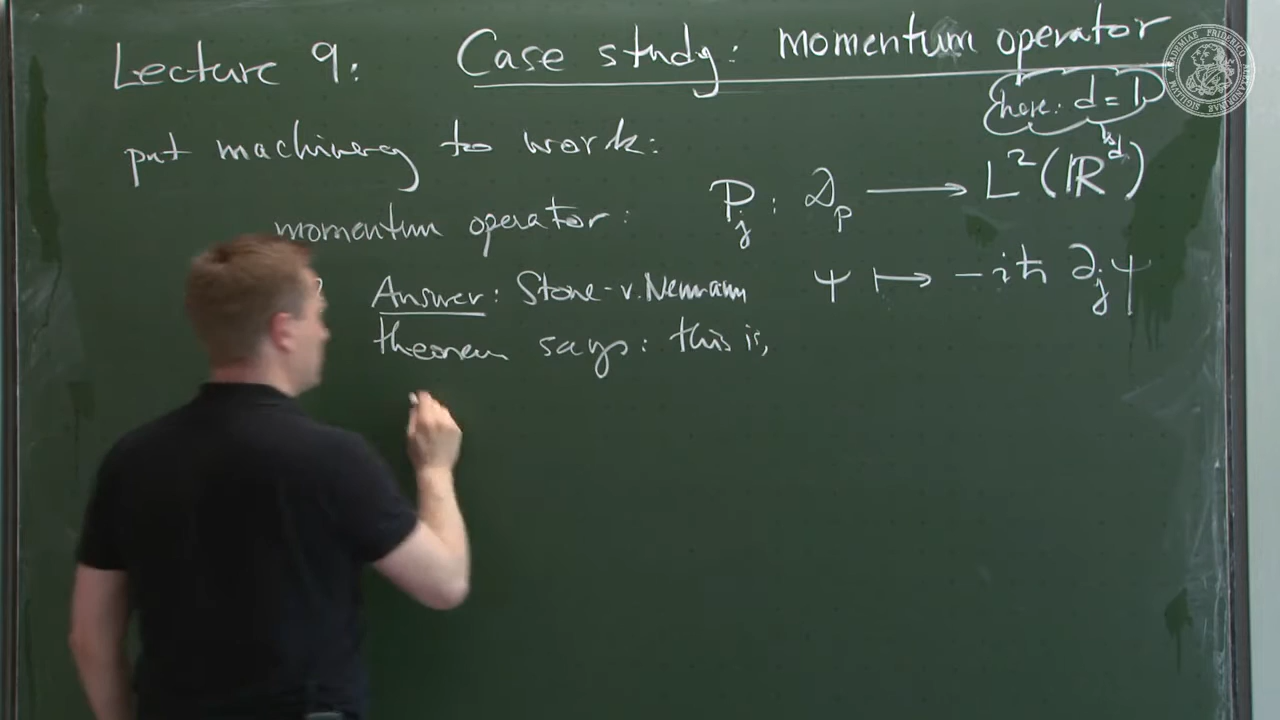 Lecture 9: Case study: momentum operator
here: d = 1
put machinery to work:
momentum operator: P_j : D_p ⟶ L²(ℝᵈ)
ψ ⟼ −iħ ∂_j ψ
? Answer: Stone-v. Neumann
theorem says: this is,